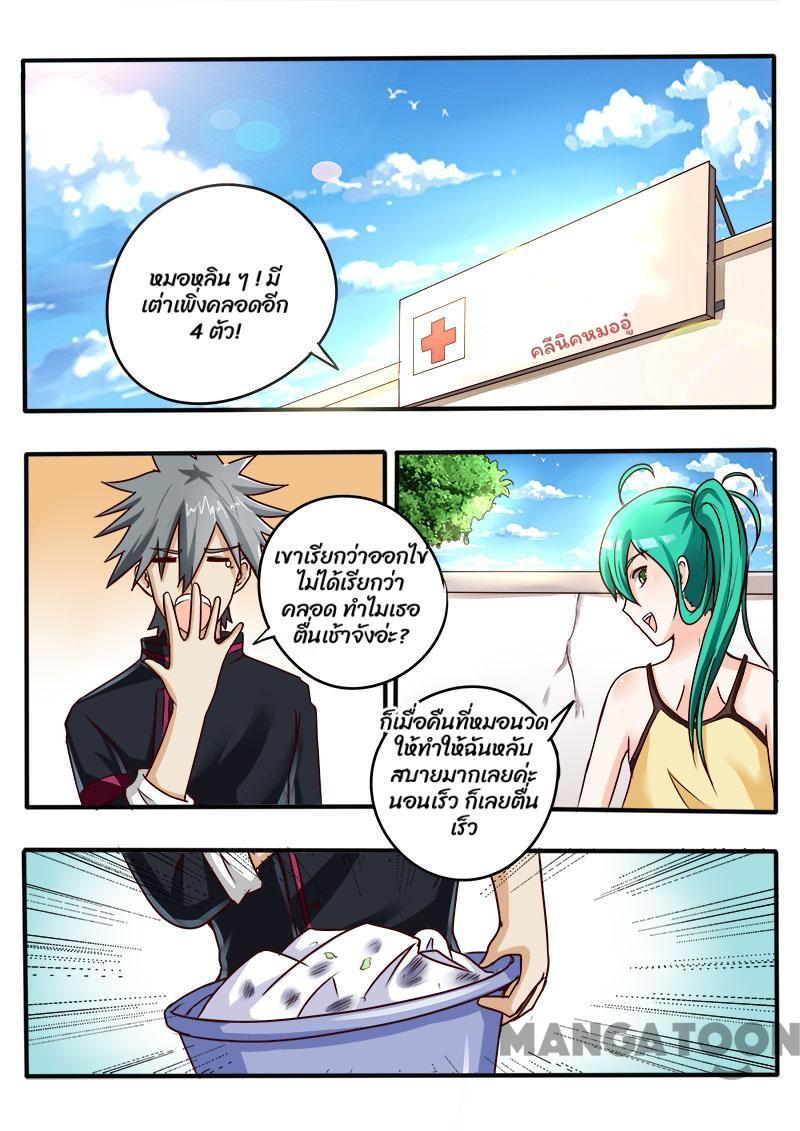 หมอหลิน ๆ ! มี
เต่าเพิ่งคลอดอีก
4 ตัว!
คลีนิคหมออู๋
เขาเรียกว่าออกไข่
ไม่ได้เรียกว่า
คลอด ทำไมเธอ
ตื่นเช้าจังอ่ะ?
ก็เมื่อคืนที่หมอนวด
ให้ทำให้ฉันหลับ
สบายมากเลยค่ะ
นอนเร็ว ก็เลยตื่น
เร็ว
MANGATOON